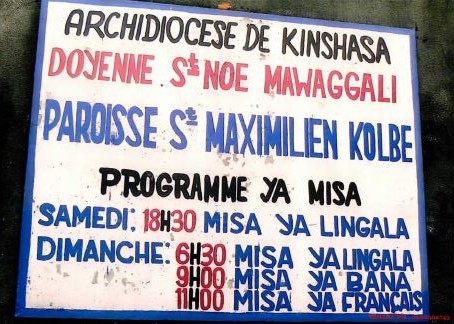 ARCHIDIOCESE DE KINSHASA
DOYENNE St NOE MAWAGGALI
PAROISSE St MAXIMILIEN KOLBE
PROGRAMME YA MISA
SAMEDI: 18H30 MISA YA LINGALA
DIMANCHE: 6H30 MISA YA LINGALA
9H00 MISA YA BANA
11H00 MISA YA FRANÇAIS